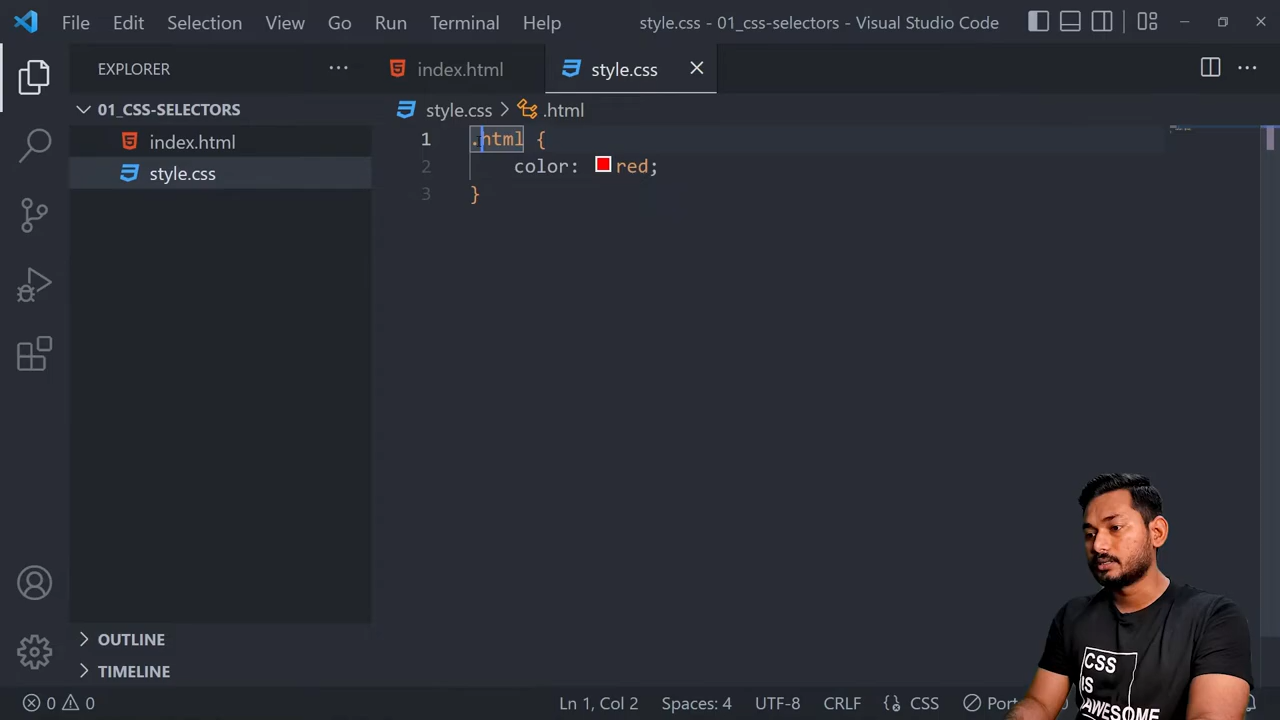 File Edit Selection View Go Run Terminal Help style.css - 01_css-selectors - Visual Studio Code
EXPLORER
index.html
style.css
01_CSS-SELECTORS
style.css > .html
index.html
style.css
1 .html {
2 color: red;
3 }
OUTLINE
TIMELINE
0 0
Ln 1, Col 2 Spaces: 4 UTF-8 CRLF CSS Port
CSS
IS
AWESOME